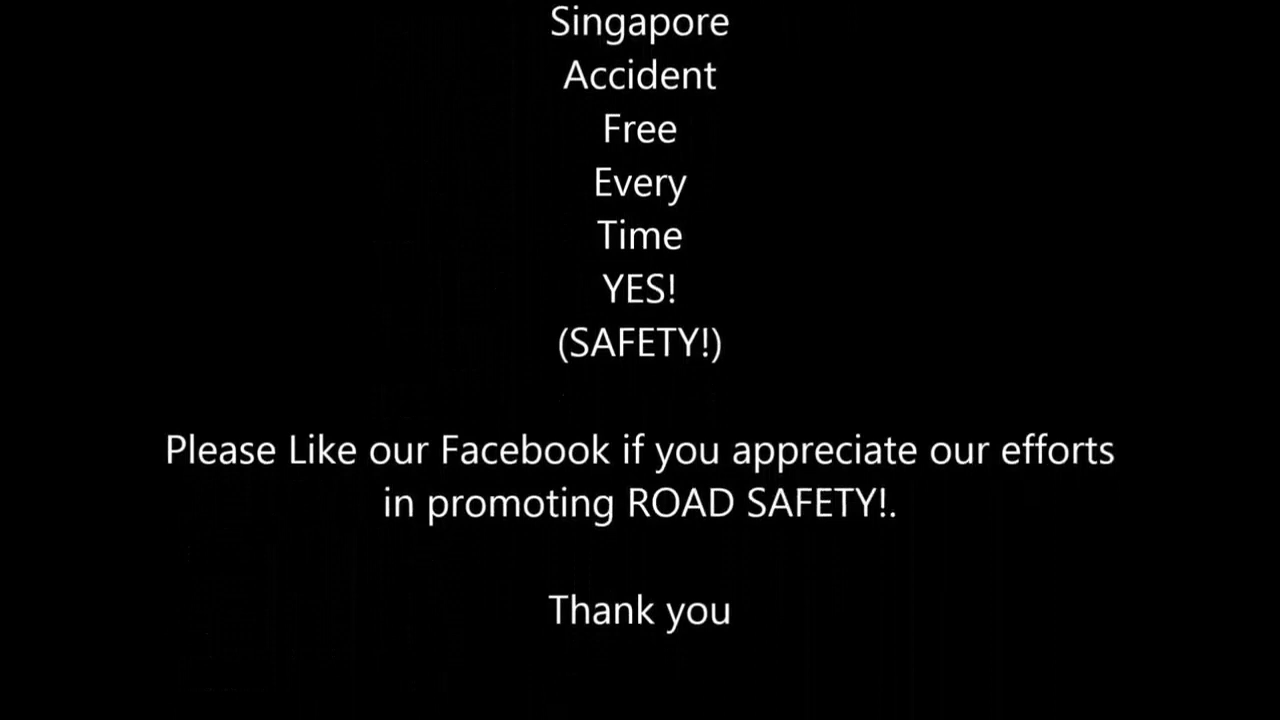 Singapore
Accident
Free
Every
Time
YES!
(SAFETY!)
Please Like our Facebook if you appreciate our efforts
in promoting ROAD SAFETY!.
Thank you